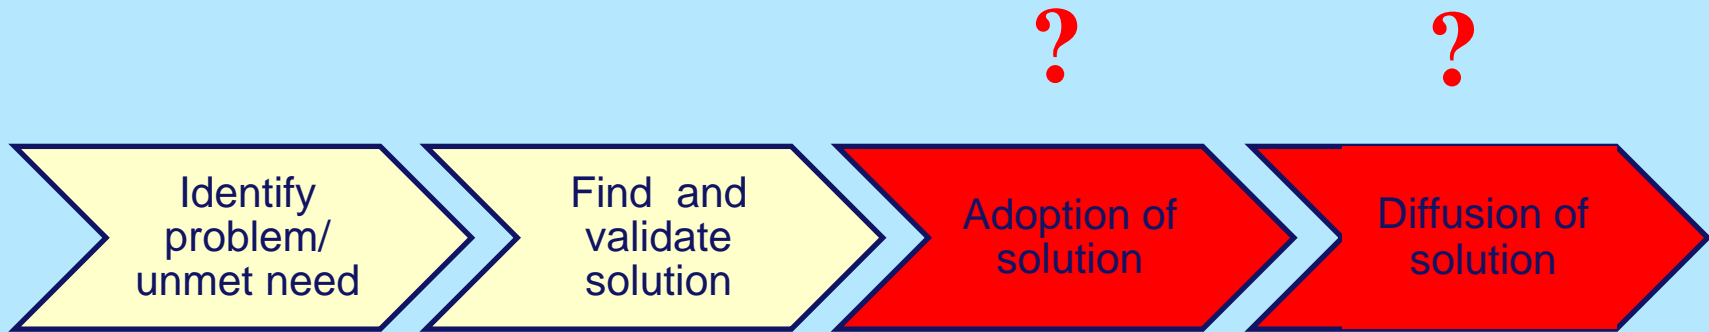 ?
?
Identify
problem/
unmet need
Find and
validate
solution
Adoption of
solution
Diffusion of
solution